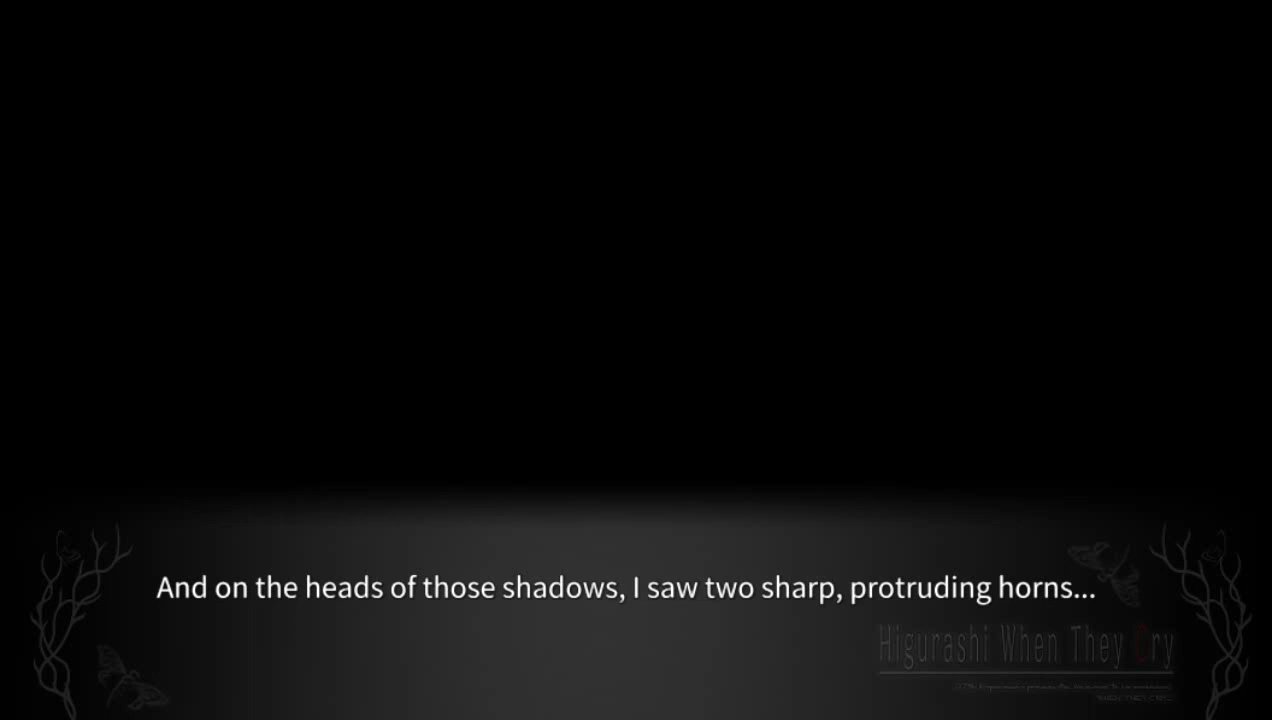 And on the heads of those shadows, I saw two sharp, protruding horns...
Higurashi When They Cry